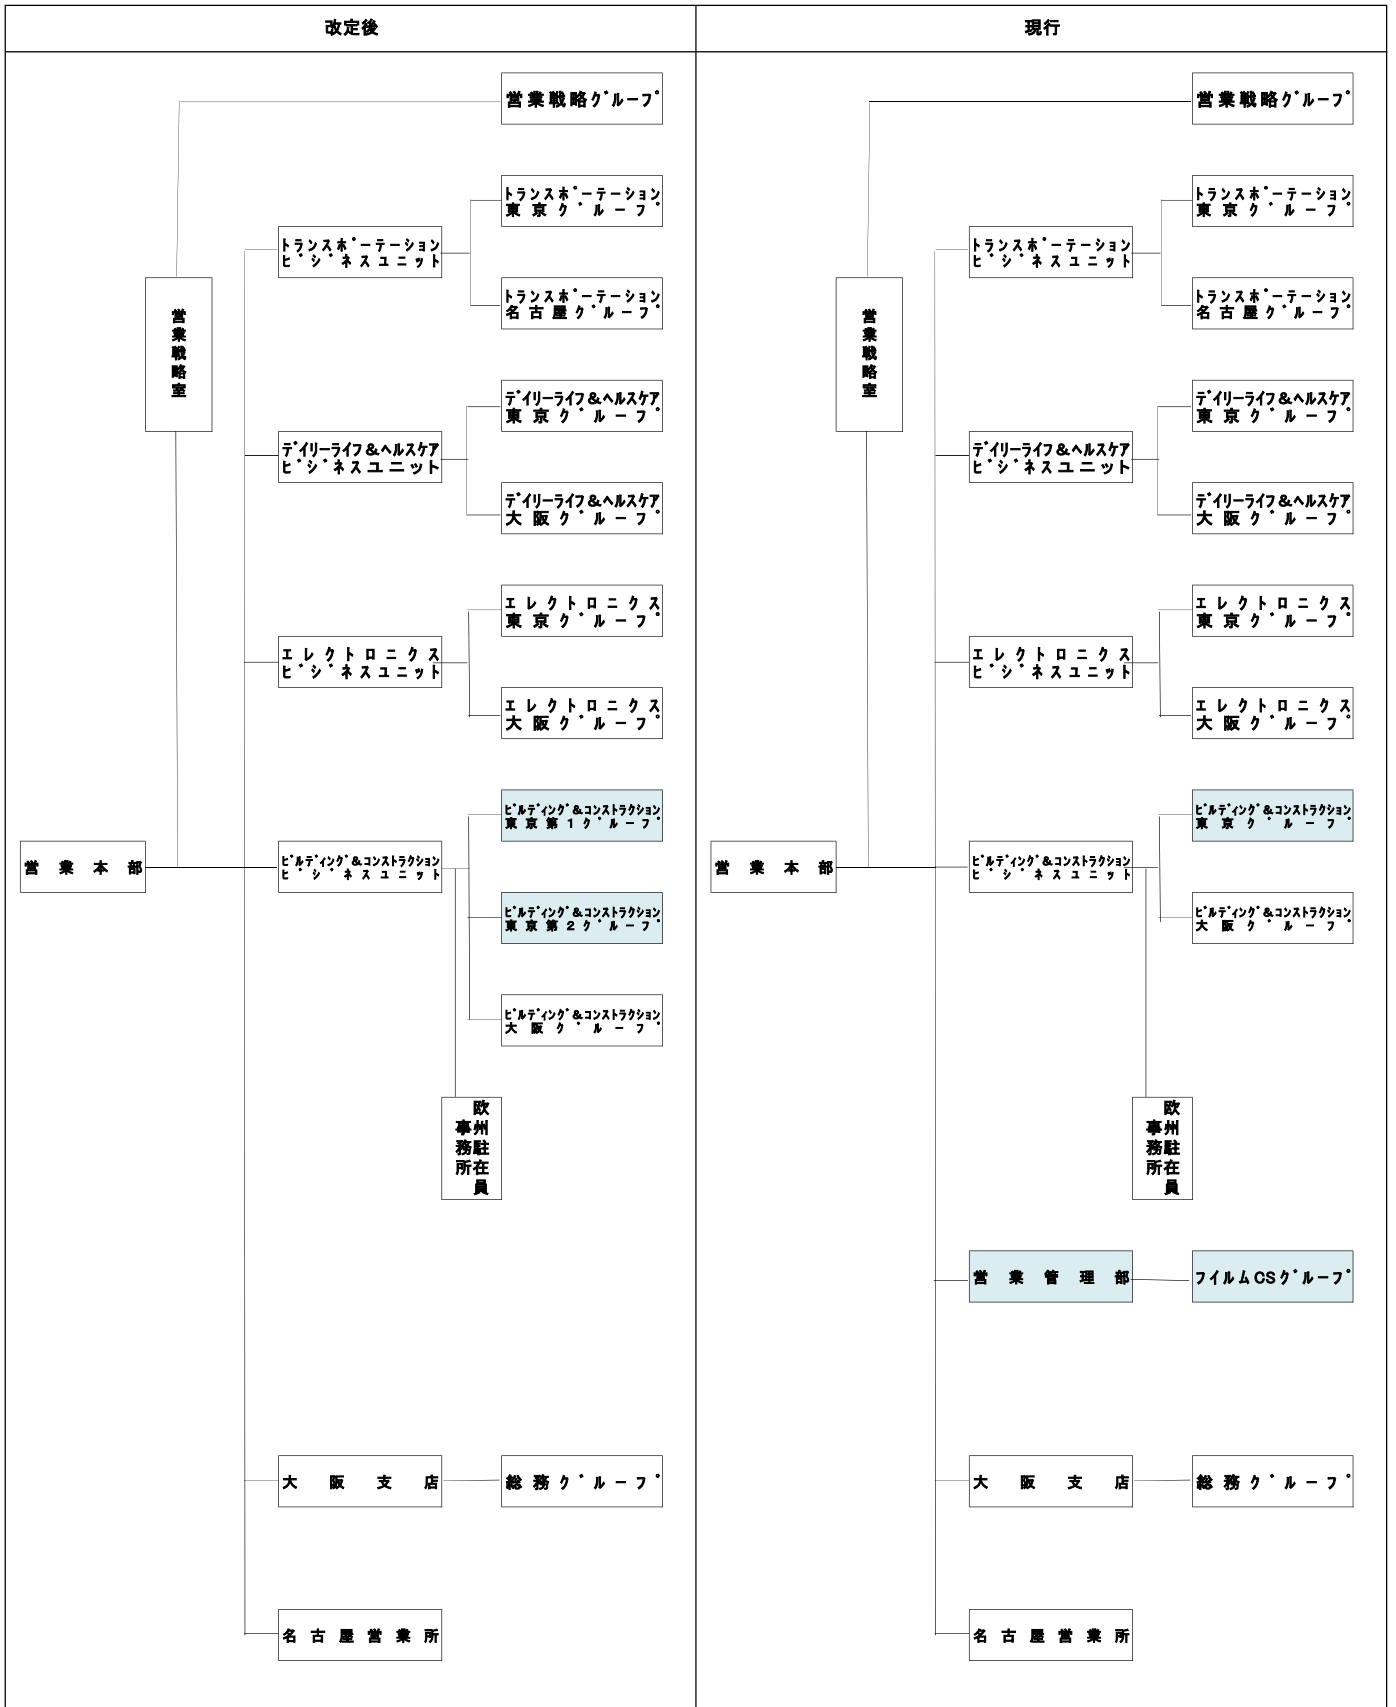 改定後
営業戦略グループ
トランスポーテーション
東京グループ
トランスポーテーション
ビジネスユニット
トランスポーテーション
名古屋グループ
営業戦略室
デイリーライフ&ヘルスケア
東京グループ
デイリーライフ&ヘルスケア
ビジネスユニット
デイリーライフ&ヘルスケア
大阪グループ
エレクトロニクス
東京グループ
エレクトロニクス
ビジネスユニット
エレクトロニクス
大阪グループ
ビルディング&コンストラクション
東京第1グループ
営業本部
ビルディング&コンストラクション
ビジネスユニット
ビルディング&コンストラクション
東京第2グループ
ビルディング&コンストラクション
大阪グループ
欧州駐在員
事務所
大阪支店
総務グループ
名古屋営業所
現行
営業戦略グループ
トランスポーテーション
東京グループ
トランスポーテーション
ビジネスユニット
トランスポーテーション
名古屋グループ
営業戦略室
デイリーライフ&ヘルスケア
東京グループ
デイリーライフ&ヘルスケア
ビジネスユニット
デイリーライフ&ヘルスケア
大阪グループ
エレクトロニクス
東京グループ
エレクトロニクス
ビジネスユニット
エレクトロニクス
大阪グループ
ビルディング&コンストラクション
東京グループ
営業本部
ビルディング&コンストラクション
ビジネスユニット
ビルディング&コンストラクション
大阪グループ
欧州駐在員
事務所
営業管理部
フイルムCSグループ
大阪支店
総務グループ
名古屋営業所